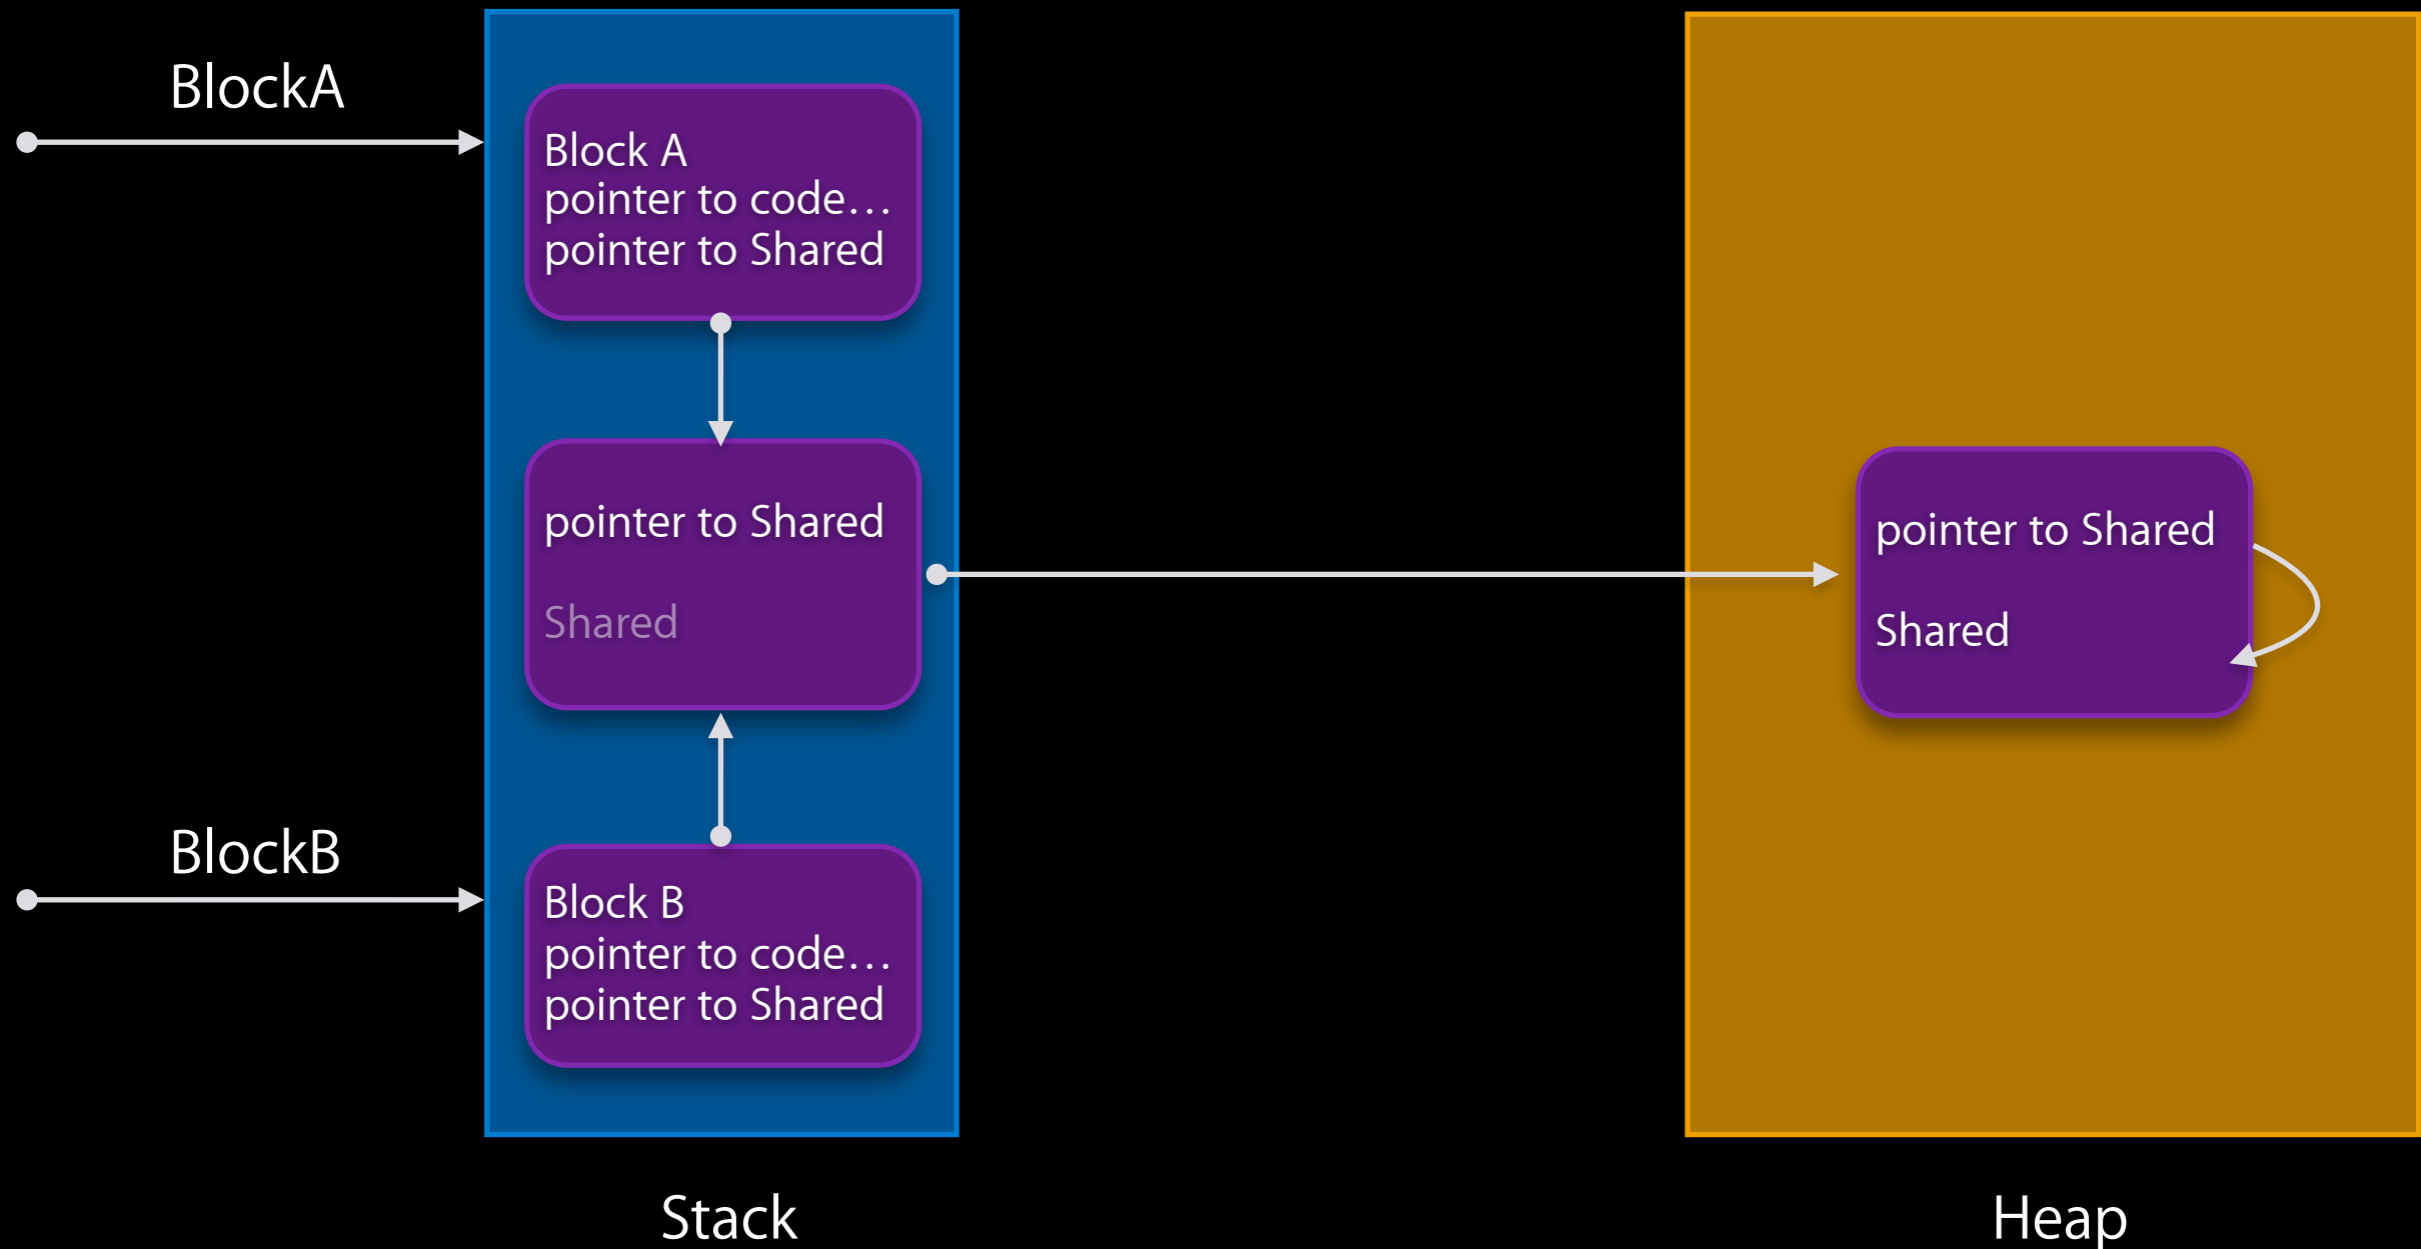 BlockA
Block A
pointer to code…
pointer to Shared
pointer to Shared
Shared
pointer to Shared
Shared
BlockB
Block B
pointer to code…
pointer to Shared
Stack
Heap